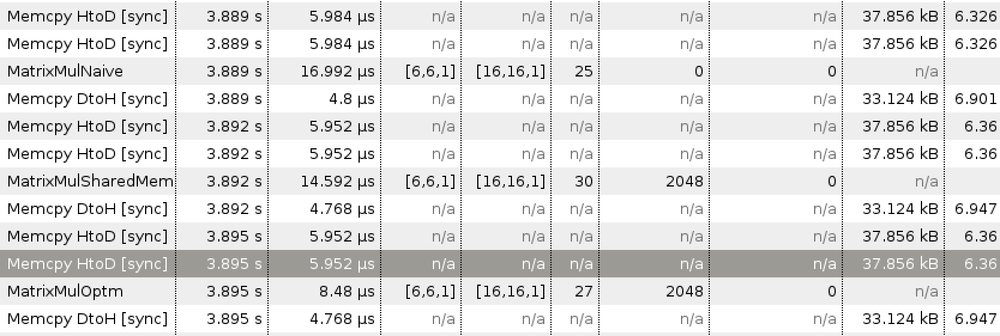 Memcpy HtoD [sync] 3.889 s 5.984 µs n/a n/a n/a n/a n/a 37.856 kB 6.326
Memcpy HtoD [sync] 3.889 s 5.984 µs n/a n/a n/a n/a n/a 37.856 kB 6.326
MatrixMulNaive 3.889 s 16.992 µs [6,6,1] [16,16,1] 25 0 0 n/a
Memcpy DtoH [sync] 3.889 s 4.8 µs n/a n/a n/a n/a n/a 33.124 kB 6.901
Memcpy HtoD [sync] 3.892 s 5.952 µs n/a n/a n/a n/a n/a 37.856 kB 6.36
Memcpy HtoD [sync] 3.892 s 5.952 µs n/a n/a n/a n/a n/a 37.856 kB 6.36
MatrixMulSharedMem 3.892 s 14.592 µs [6,6,1] [16,16,1] 30 2048 0 n/a
Memcpy DtoH [sync] 3.892 s 4.768 µs n/a n/a n/a n/a n/a 33.124 kB 6.947
Memcpy HtoD [sync] 3.895 s 5.952 µs n/a n/a n/a n/a n/a 37.856 kB 6.36
Memcpy HtoD [sync] 3.895 s 5.952 µs n/a n/a n/a n/a n/a 37.856 kB 6.36
MatrixMulOptm 3.895 s 8.48 µs [6,6,1] [16,16,1] 27 2048 0 n/a
Memcpy DtoH [sync] 3.895 s 4.768 µs n/a n/a n/a n/a n/a 33.124 kB 6.947